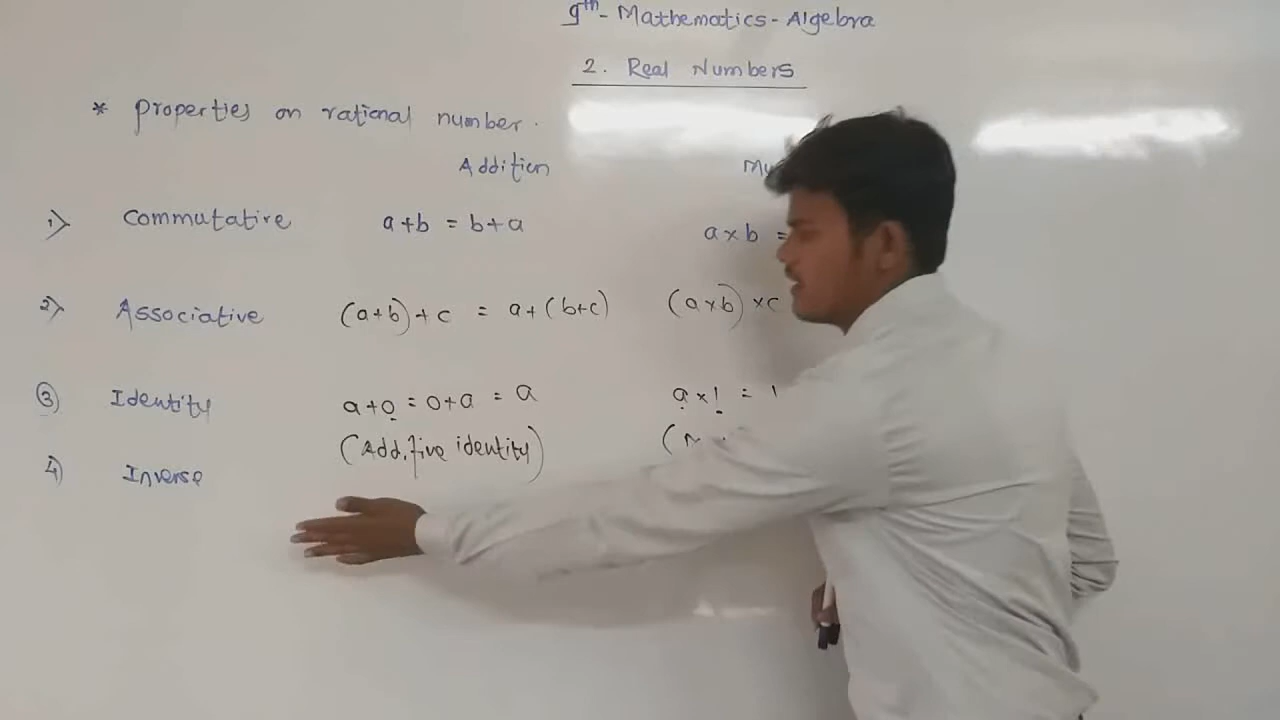 9th - Mathematics - Algebra
2. Real Numbers
* Properties on rational number.
Addition
1) Commutative a+b = b+a a×b =
2) Associative (a+b)+c = a+(b+c) (a×b)×c
3) Identity a+0 = 0+a = a a×1 = 1
(Additive identity)
4) Inverse